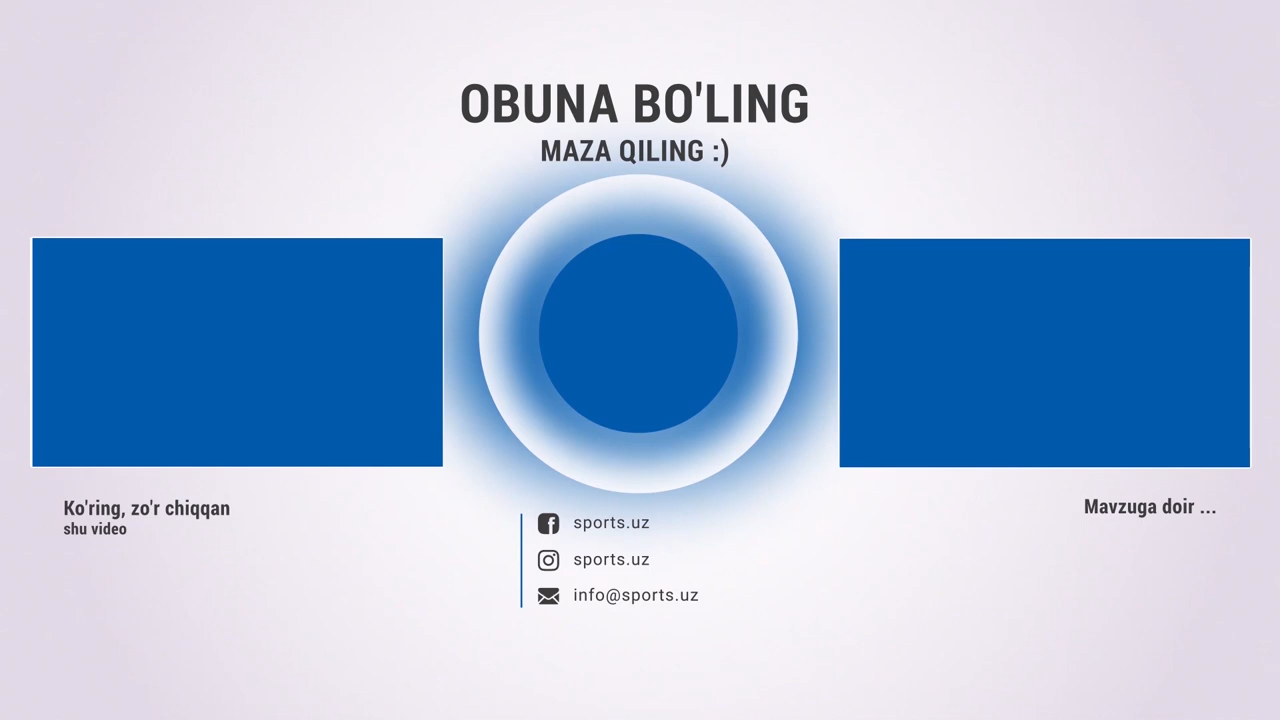 OBUNA BO'LING
MAZA QILING :)
Ko'ring, zo'r chiqqan
shu video
Mavzuga doir ...
sports.uz
sports.uz
info@sports.uz